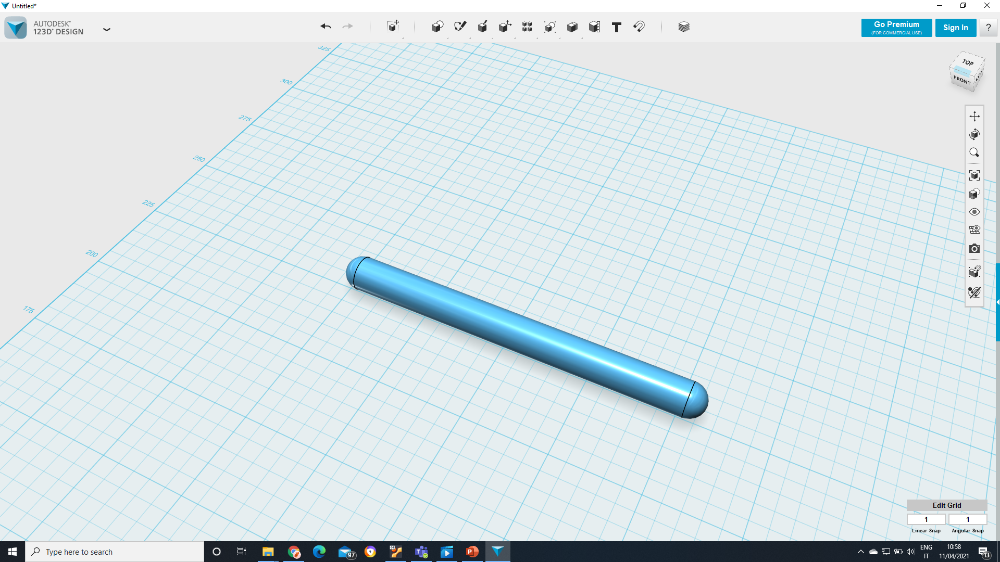 Untitled*
AUTODESK®
123D® DESIGN
Go Premium
(FOR COMMERCIAL USE)
Sign In
?
TOP
FRONT
325
300
275
250
225
200
175
Edit Grid
1
1
Linear Snap
Angular Snap
Type here to search
97
ENG
IT
10:58
11/04/2021
13